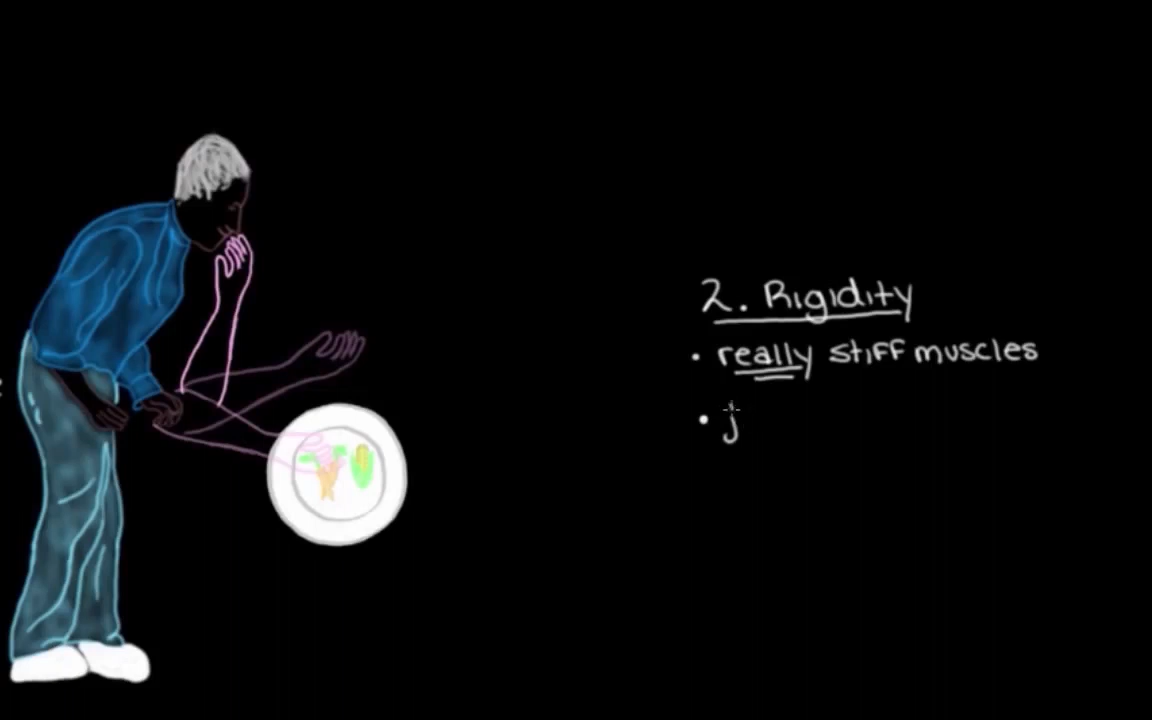 2. Rigidity
• really stiff muscles
• j